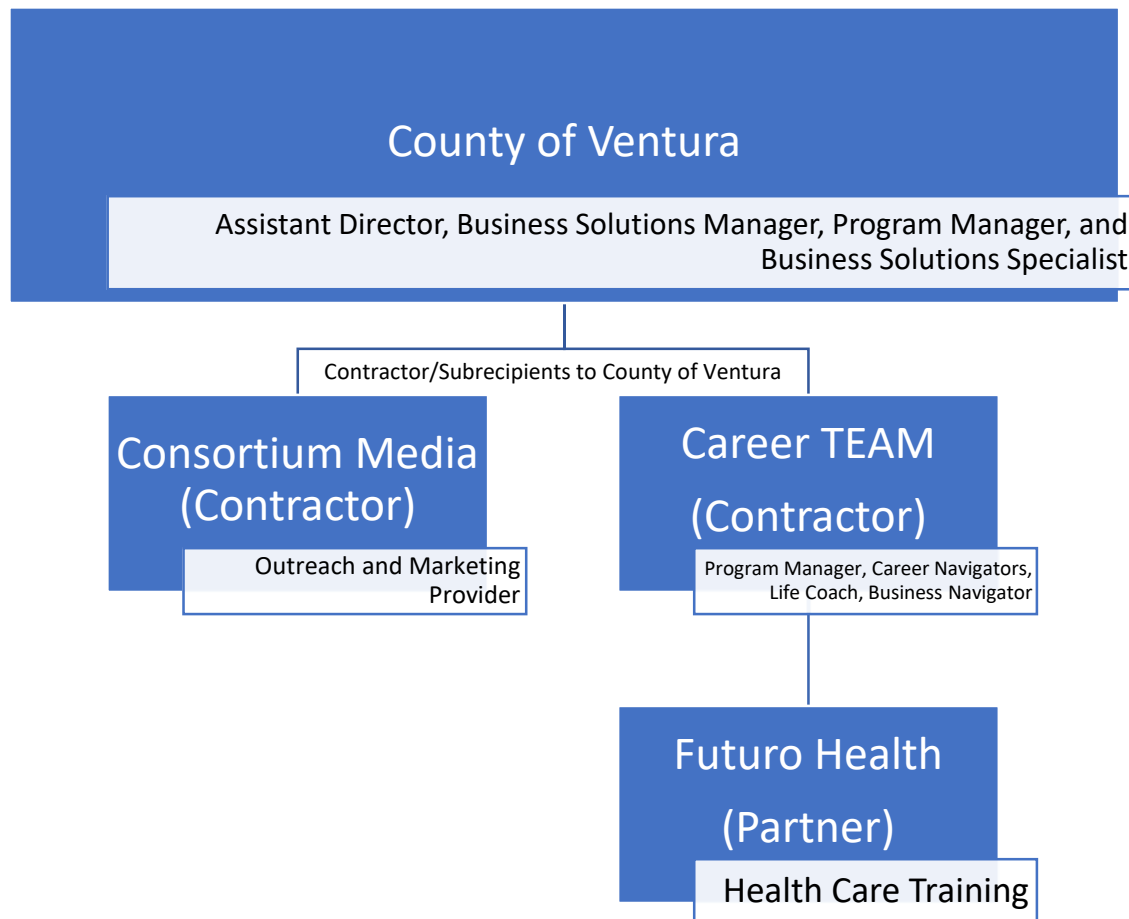 County of Ventura
Assistant Director, Business Solutions Manager, Program Manager, and
Business Solutions Specialist
Contractor/Subrecipients to County of Ventura
Consortium Media
(Contractor)
Outreach and Marketing
Provider
Career TEAM
(Contractor)
Program Manager, Career Navigators,
Life Coach, Business Navigator
Futuro Health
(Partner)
Health Care Training